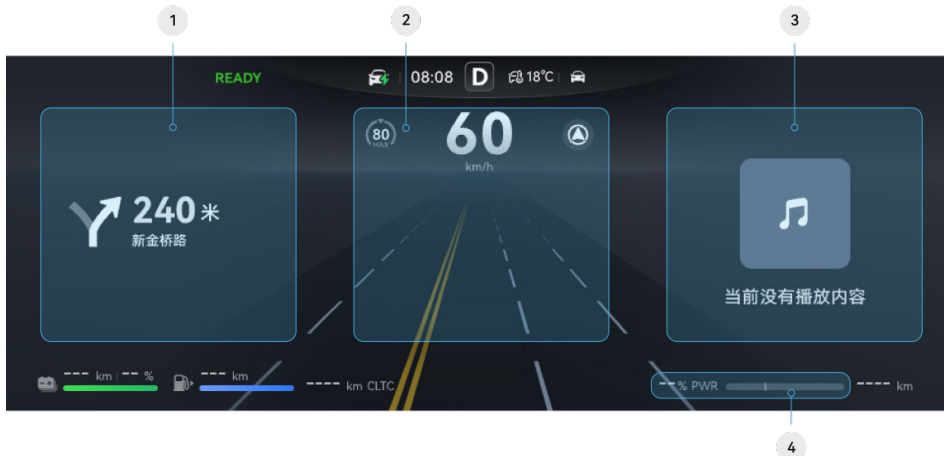 1
2
3
READY
08:08 D 18°C
80
MAX
60
km/h
240米
新金桥路
当前没有播放内容
--- km | -- %
--- km
---- km CLTC
--% PWR
---- km
4